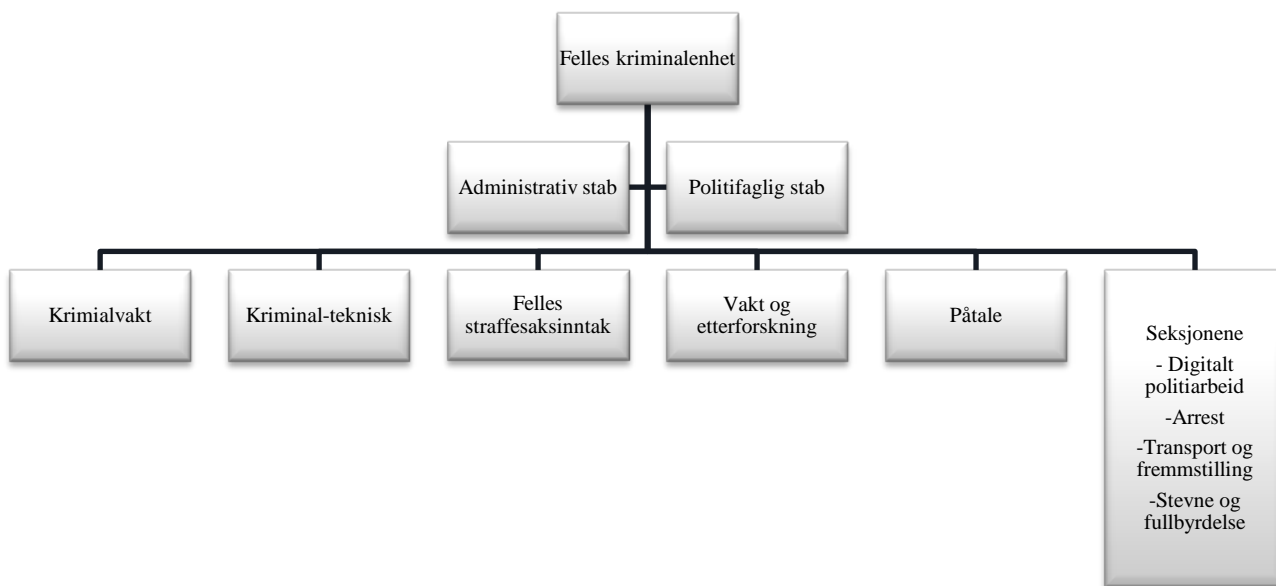 Felles kriminalenhet
Administrativ stab
Politifaglig stab
Krimialvakt
Kriminal-teknisk
Felles
straffesaksinntak
Vakt og
etterforskning
Påtale
Seksjonene
- Digitalt
politiarbeid
-Arrest
-Transport og
fremmstilling
-Stevne og
fullbyrdelse